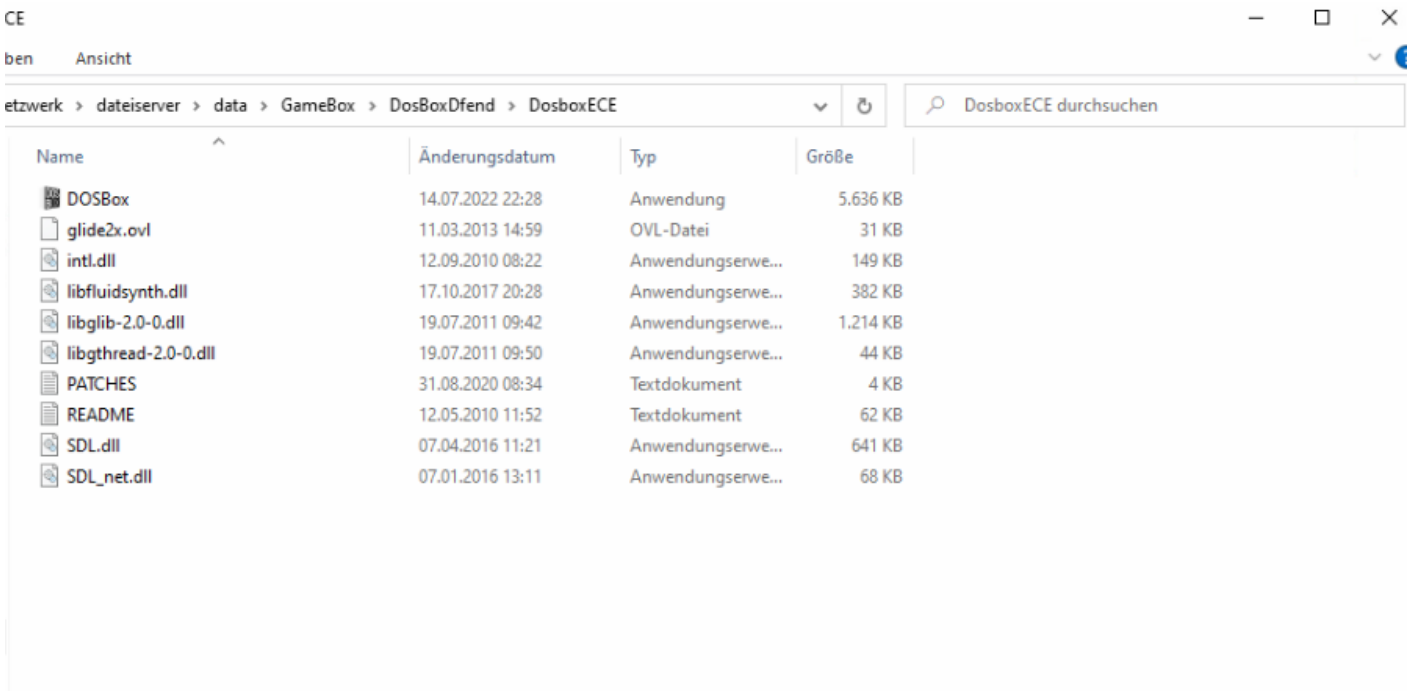 CE
ben Ansicht
etzwerk > dateiserver > data > GameBox > DosBoxDfend > DosboxECE DosboxECE durchsuchen
Name Änderungsdatum Typ Größe
DOSBox 14.07.2022 22:28 Anwendung 5.636 KB
glide2x.ovl 11.03.2013 14:59 OVL-Datei 31 KB
intl.dll 12.09.2010 08:22 Anwendungserwe... 149 KB
libfluidsynth.dll 17.10.2017 20:28 Anwendungserwe... 382 KB
libglib-2.0-0.dll 19.07.2011 09:42 Anwendungserwe... 1.214 KB
libgthread-2.0-0.dll 19.07.2011 09:50 Anwendungserwe... 44 KB
PATCHES 31.08.2020 08:34 Textdokument 4 KB
README 12.05.2010 11:52 Textdokument 62 KB
SDL.dll 07.04.2016 11:21 Anwendungserwe... 641 KB
SDL_net.dll 07.01.2016 13:11 Anwendungserwe... 68 KB